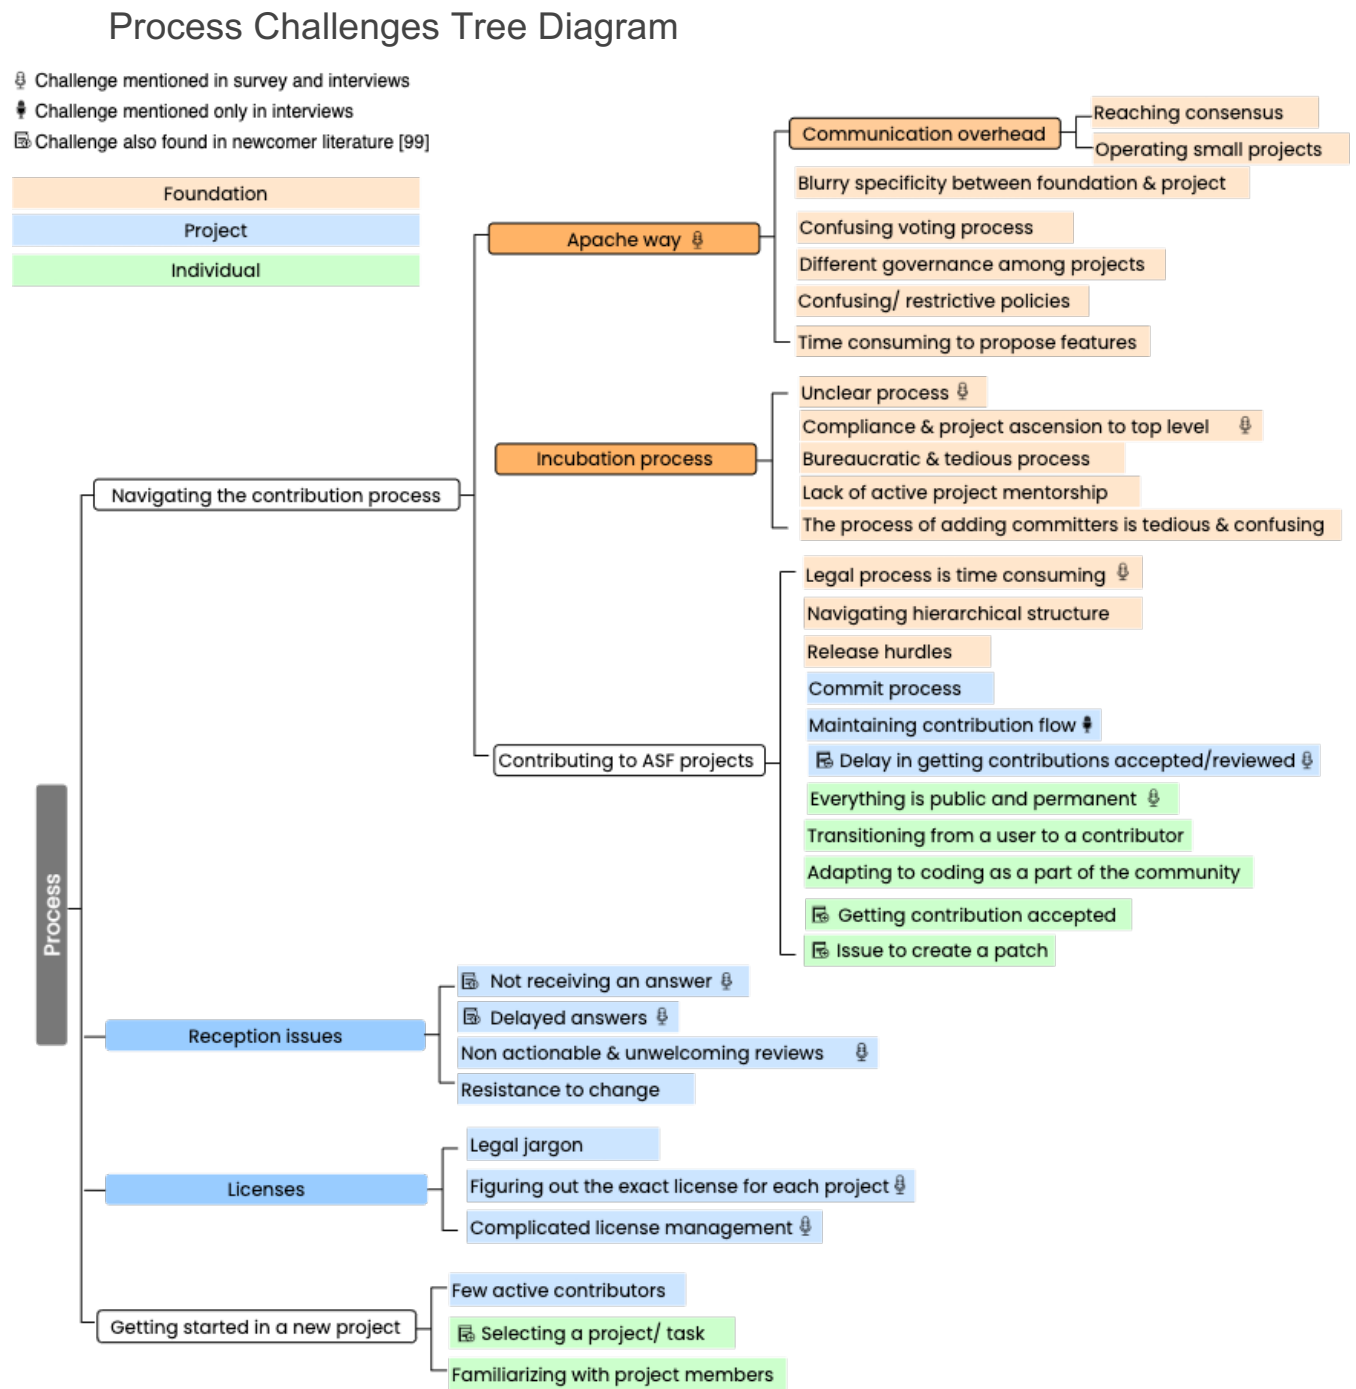 Process Challenges Tree Diagram
Challenge mentioned in survey and interviews
Challenge mentioned only in interviews
Challenge also found in newcomer literature [99]
Foundation
Project
Individual
Process
Navigating the contribution process
Apache way
Communication overhead
Reaching consensus
Operating small projects
Blurry specificity between foundation & project
Confusing voting process
Different governance among projects
Confusing/ restrictive policies
Time consuming to propose features
Incubation process
Unclear process
Compliance & project ascension to top level
Bureaucratic & tedious process
Lack of active project mentorship
The process of adding committers is tedious & confusing
Contributing to ASF projects
Legal process is time consuming
Navigating hierarchical structure
Release hurdles
Commit process
Maintaining contribution flow
Delay in getting contributions accepted/reviewed
Everything is public and permanent
Transitioning from a user to a contributor
Adapting to coding as a part of the community
Getting contribution accepted
Issue to create a patch
Reception issues
Not receiving an answer
Delayed answers
Non actionable & unwelcoming reviews
Resistance to change
Licenses
Legal jargon
Figuring out the exact license for each project
Complicated license management
Getting started in a new project
Few active contributors
Selecting a project/ task
Familiarizing with project members